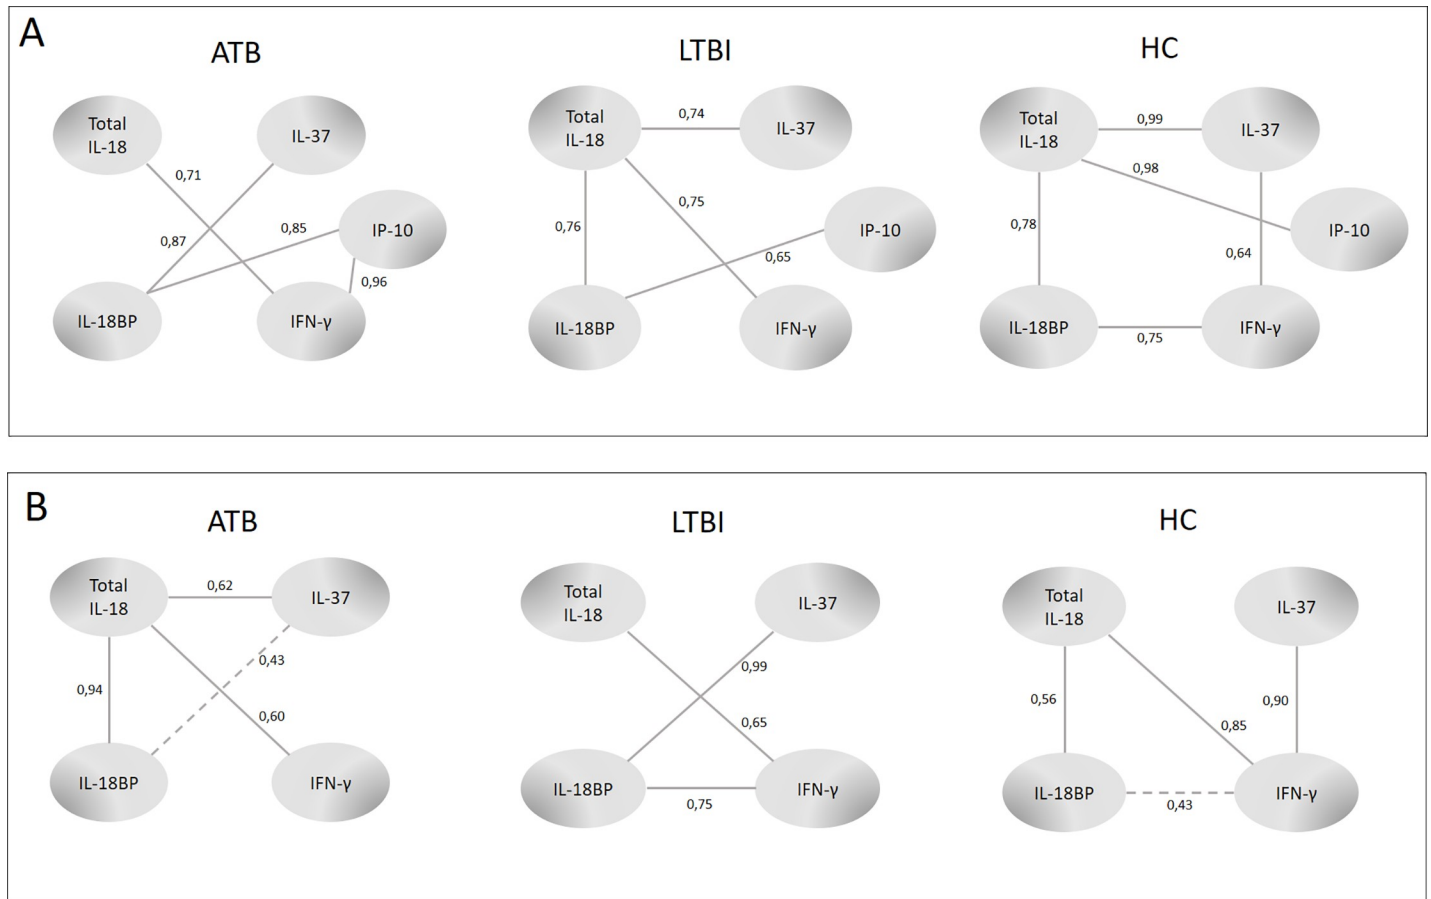 A
ATB
LTBI
HC
Total
IL-18
IL-37
0,71
0,87
0,85
IP-10
0,96
IL-18BP
IFN-γ
Total
IL-18
0,74
IL-37
0,75
0,76
IP-10
0,65
IL-18BP
IFN-γ
Total
IL-18
0,99
IL-37
0,98
0,78
IP-10
0,64
IL-18BP
0,75
IFN-γ
B
ATB
LTBI
HC
Total
IL-18
0,62
IL-37
0,43
0,94
0,60
IL-18BP
IFN-γ
Total
IL-18
IL-37
0,99
0,65
IL-18BP
0,75
IFN-γ
Total
IL-18
IL-37
0,56
0,85
0,90
IL-18BP
0,43
IFN-γ